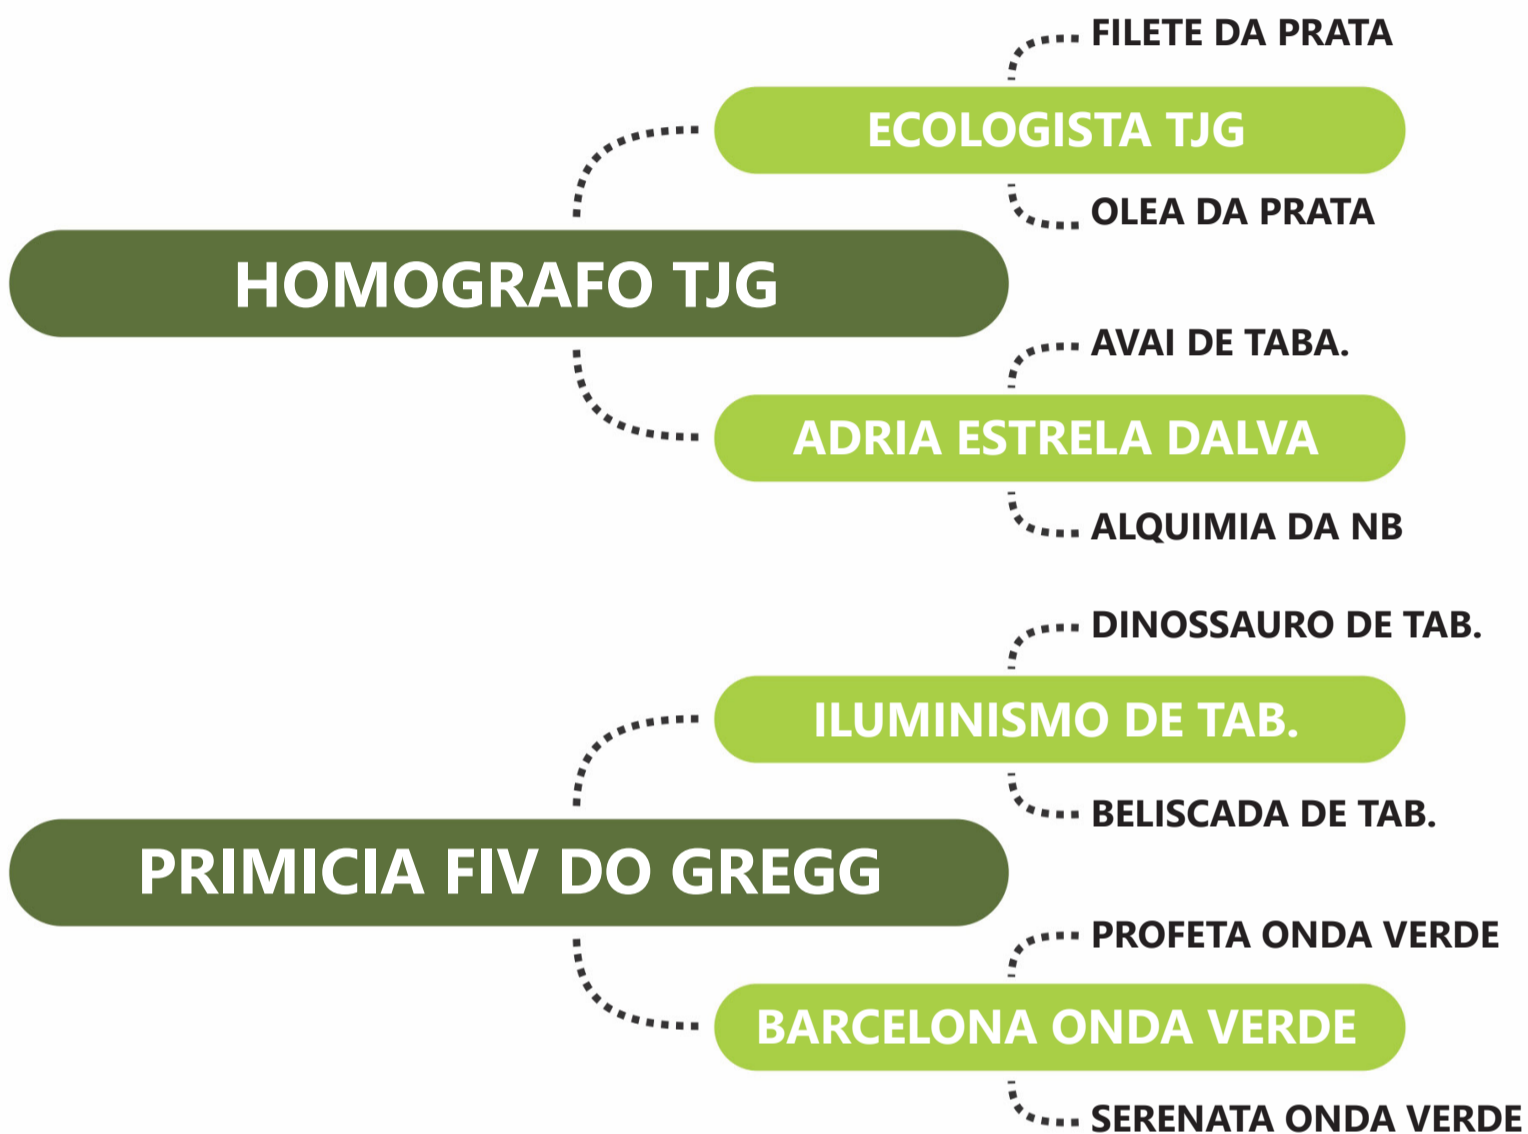 FILETE DA PRATA
ECOLOGISTA TJG
OLEA DA PRATA
HOMOGRAFO TJG
AVAI DE TABA.
ADRIA ESTRELA DALVA
ALQUIMIA DA NB
DINOSSAURO DE TAB.
ILUMINISMO DE TAB.
BELISCADA DE TAB.
PRIMICIA FIV DO GREGG
PROFETA ONDA VERDE
BARCELONA ONDA VERDE
SERENATA ONDA VERDE